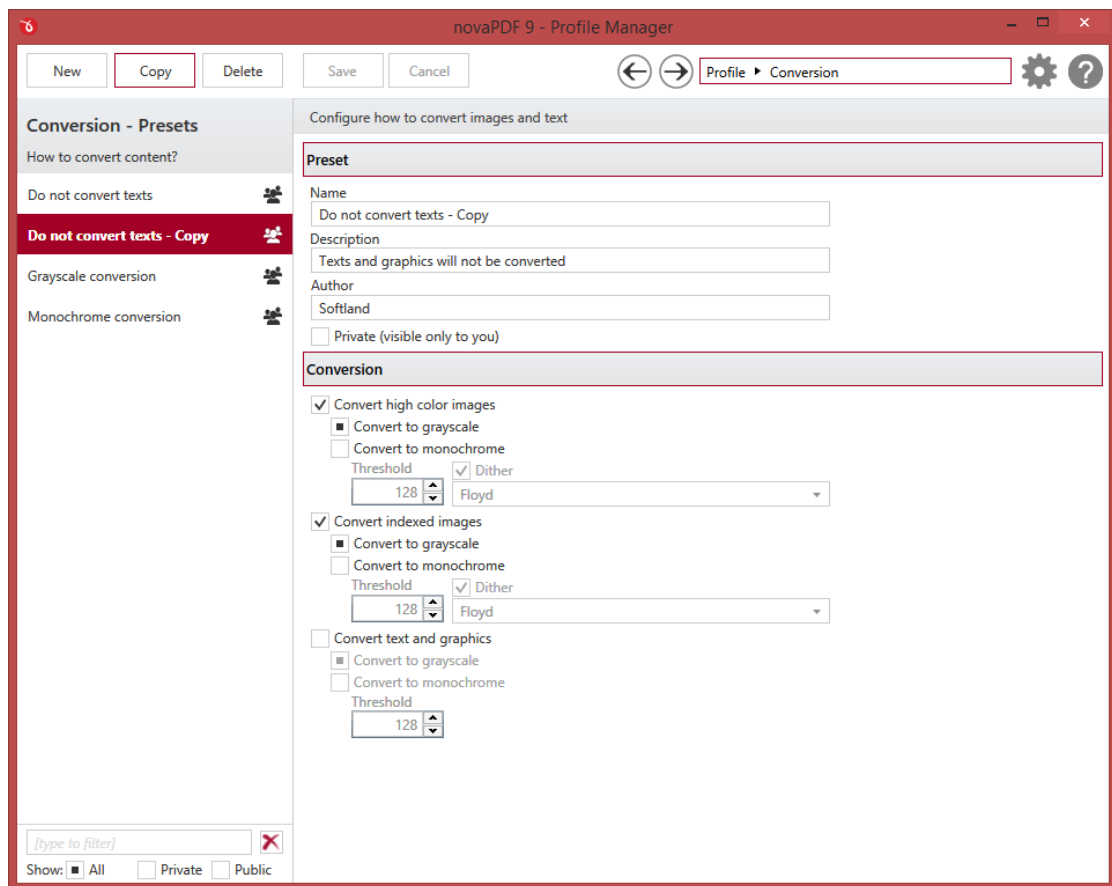 novaPDF 9 - Profile Manager
New Copy Delete Save Cancel Profile Conversion
Conversion - Presets
How to convert content?
Do not convert texts
Do not convert texts - Copy
Grayscale conversion
Monochrome conversion
[type to filter]
Show: All Private Public
Configure how to convert images and text
Preset
Name
Do not convert texts - Copy
Description
Texts and graphics will not be converted
Author
Softland
Private (visible only to you)
Conversion
Convert high color images
Convert to grayscale
Convert to monochrome
Threshold Dither
128 Floyd
Convert indexed images
Convert to grayscale
Convert to monochrome
Threshold Dither
128 Floyd
Convert text and graphics
Convert to grayscale
Convert to monochrome
Threshold
128